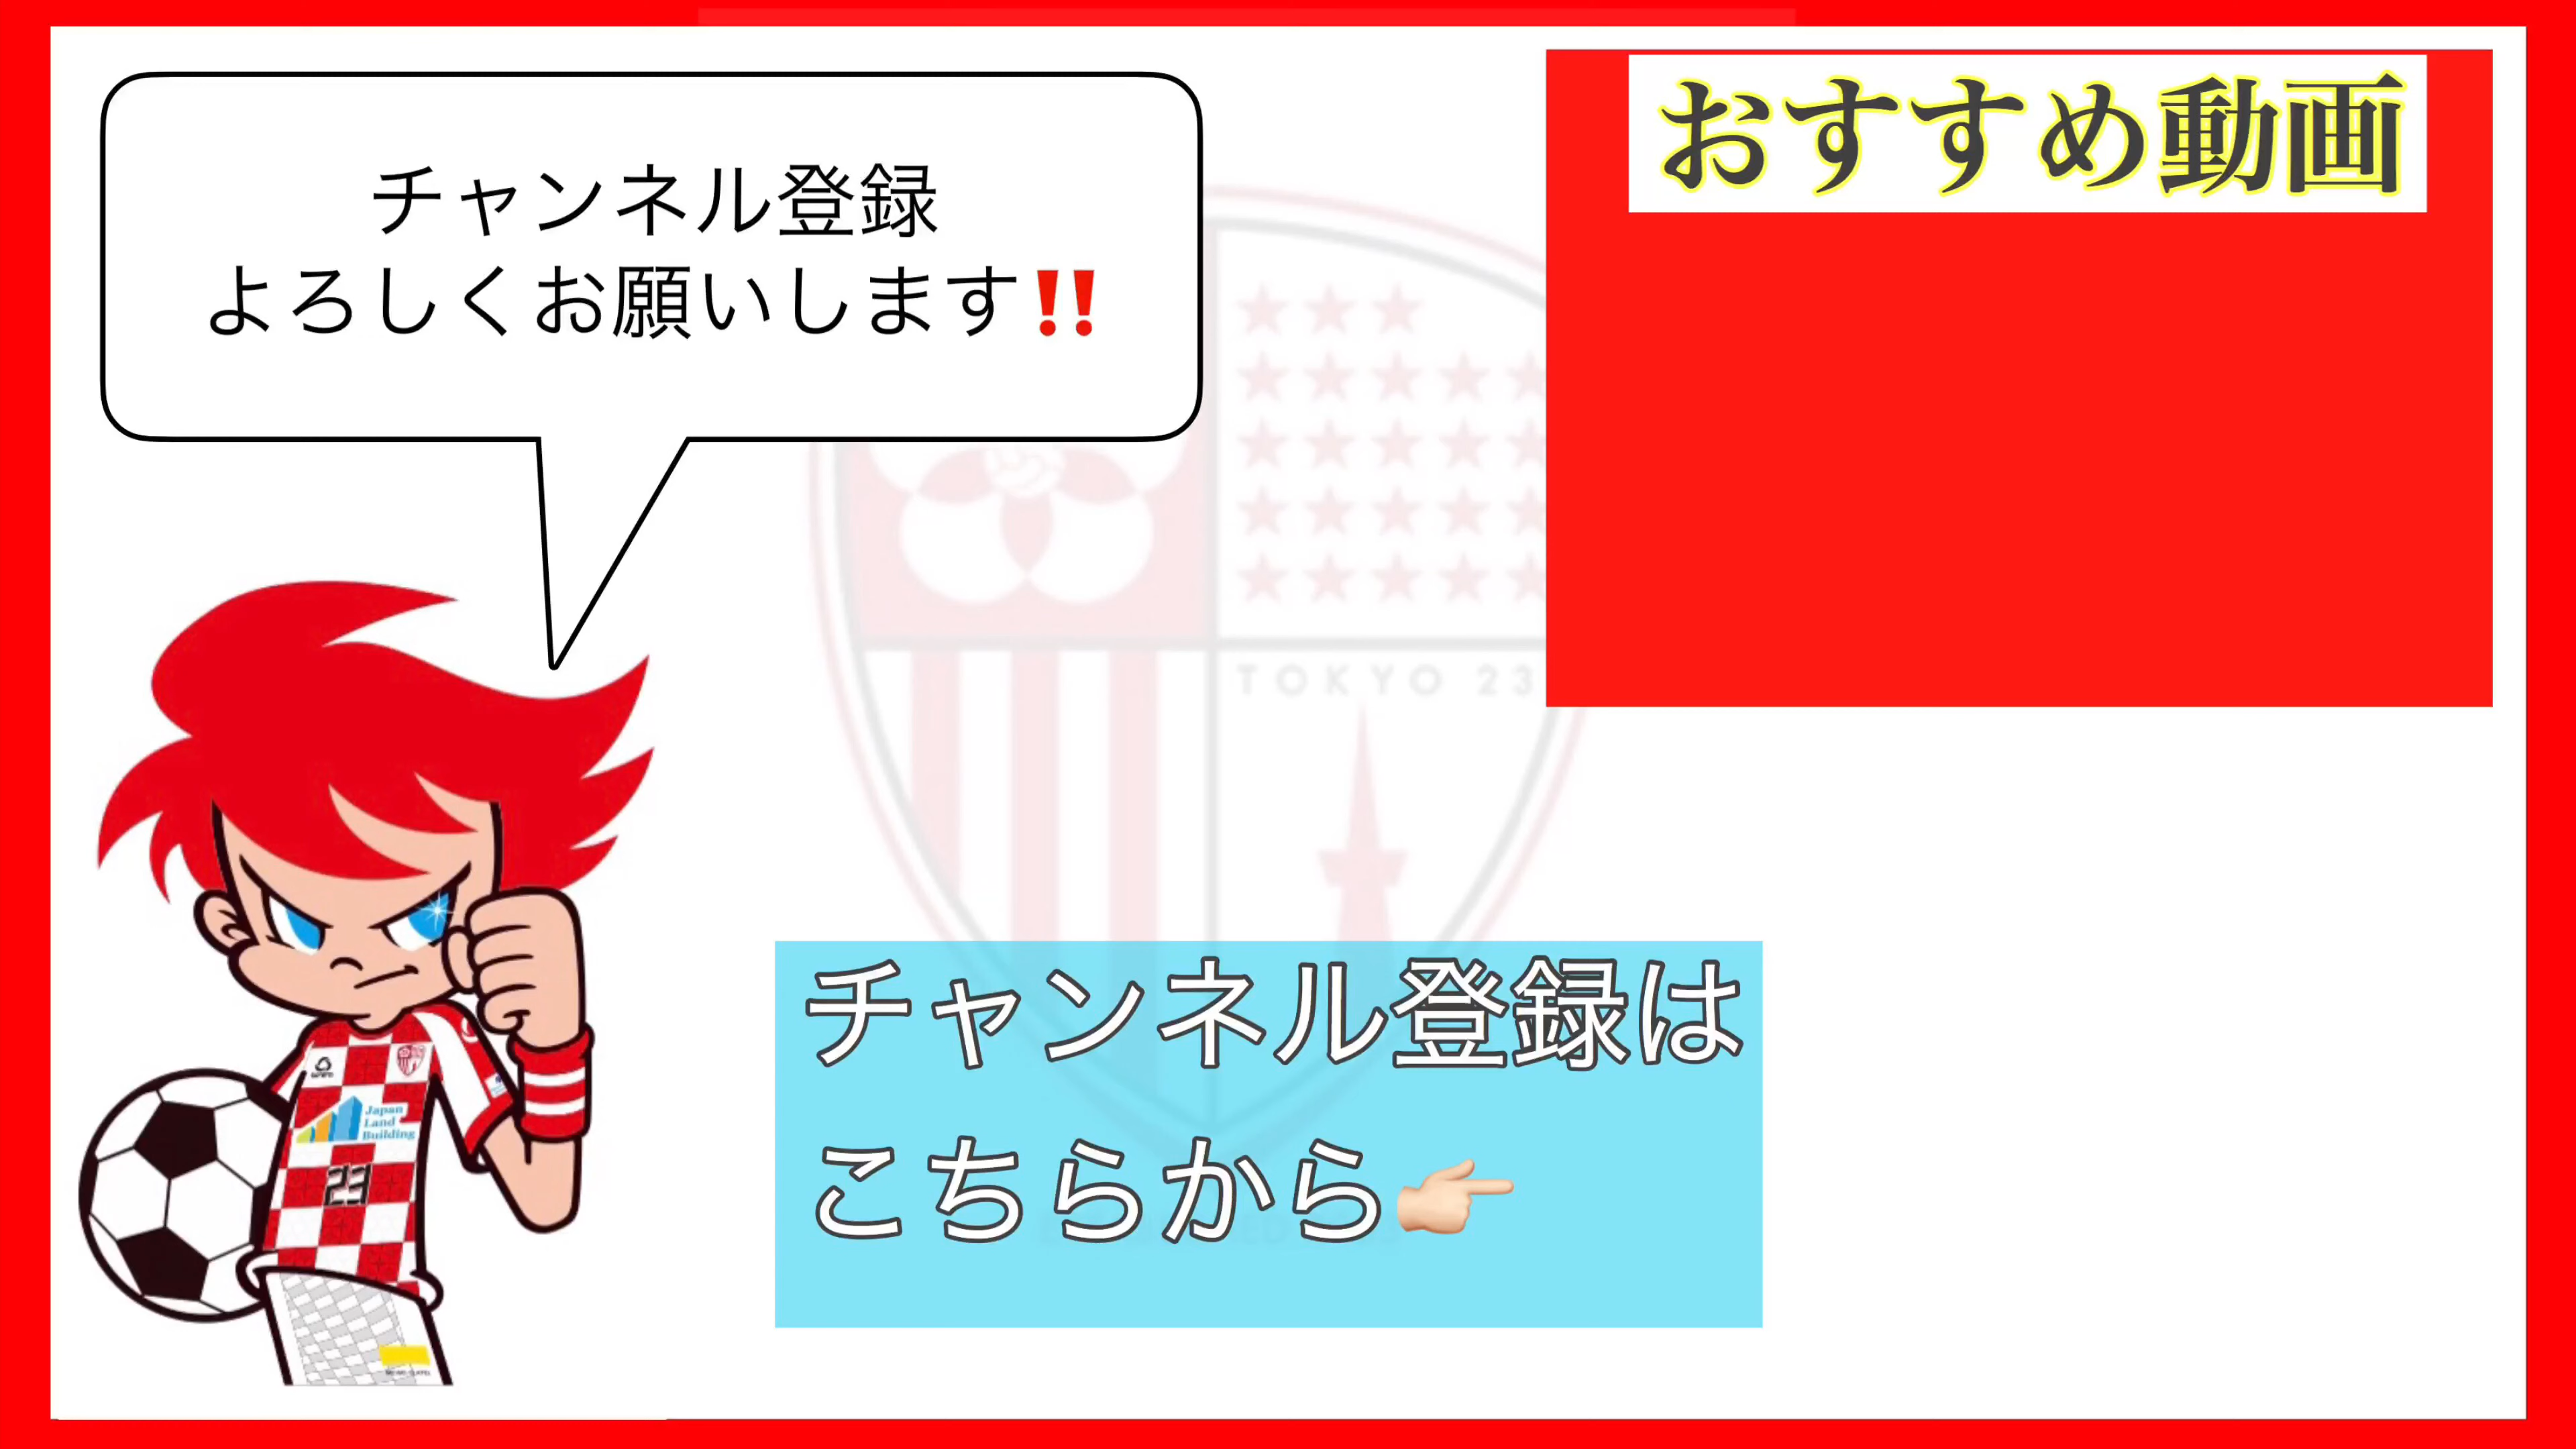 チャンネル登録
よろしくお願いします‼️
おすすめ動画
TOKYO 23
チャンネル登録は
こちらから👉🏻
Japan
Land
Building
23